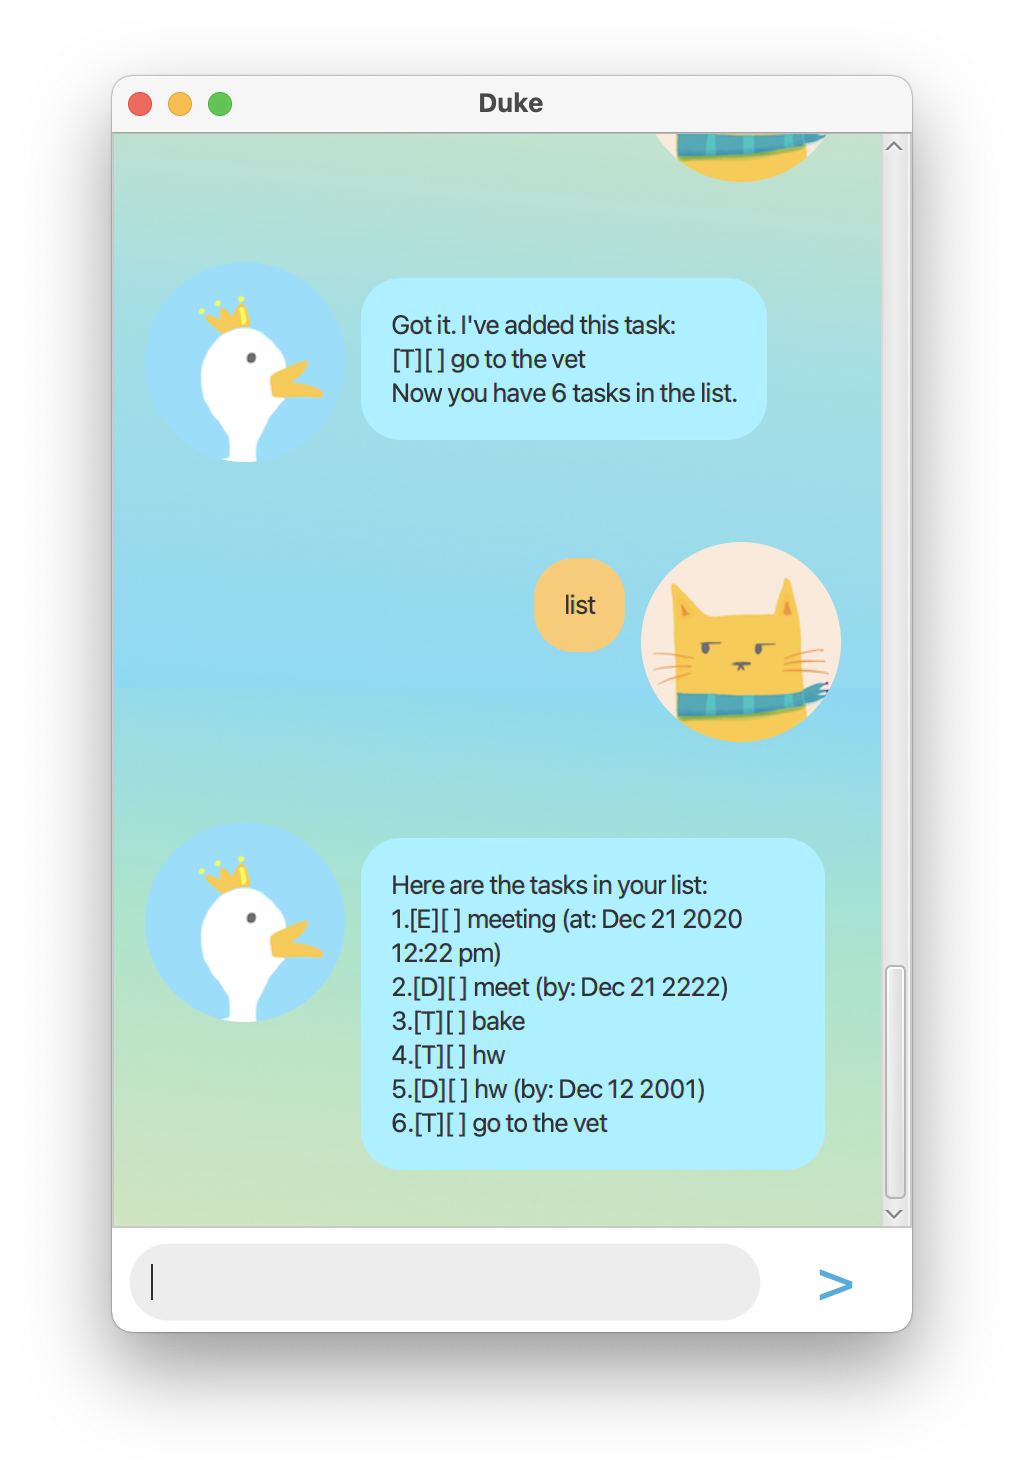 Duke
Got it. I've added this task:
[T][ ] go to the vet
Now you have 6 tasks in the list.
list
Here are the tasks in your list:
1.[E][ ] meeting (at: Dec 21 2020
12:22 pm)
2.[D][ ] meet (by: Dec 21 2222)
3.[T][ ] bake
4.[T][ ] hw
5.[D][ ] hw (by: Dec 12 2001)
6.[T][ ] go to the vet
>